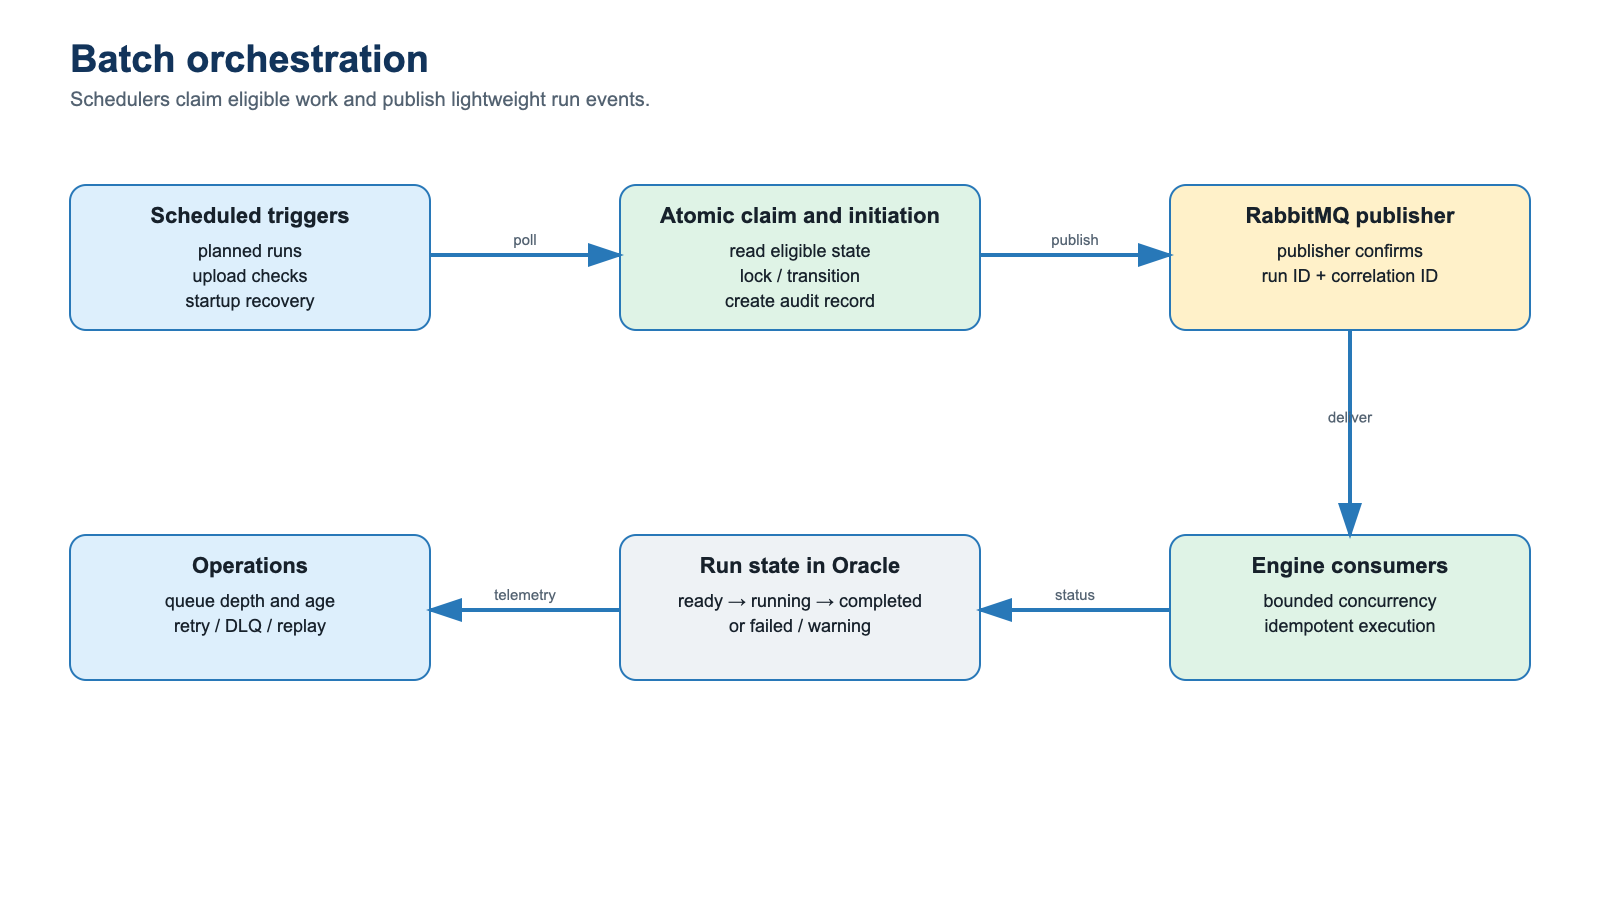 Batch orchestration
Schedulers claim eligible work and publish lightweight run events.
Scheduled triggers
planned runs
upload checks
startup recovery
poll
Atomic claim and initiation
read eligible state
lock / transition
create audit record
publish
RabbitMQ publisher
publisher confirms
run ID + correlation ID
deliver
Operations
queue depth and age
retry / DLQ / replay
telemetry
Run state in Oracle
ready → running → completed
or failed / warning
status
Engine consumers
bounded concurrency
idempotent execution